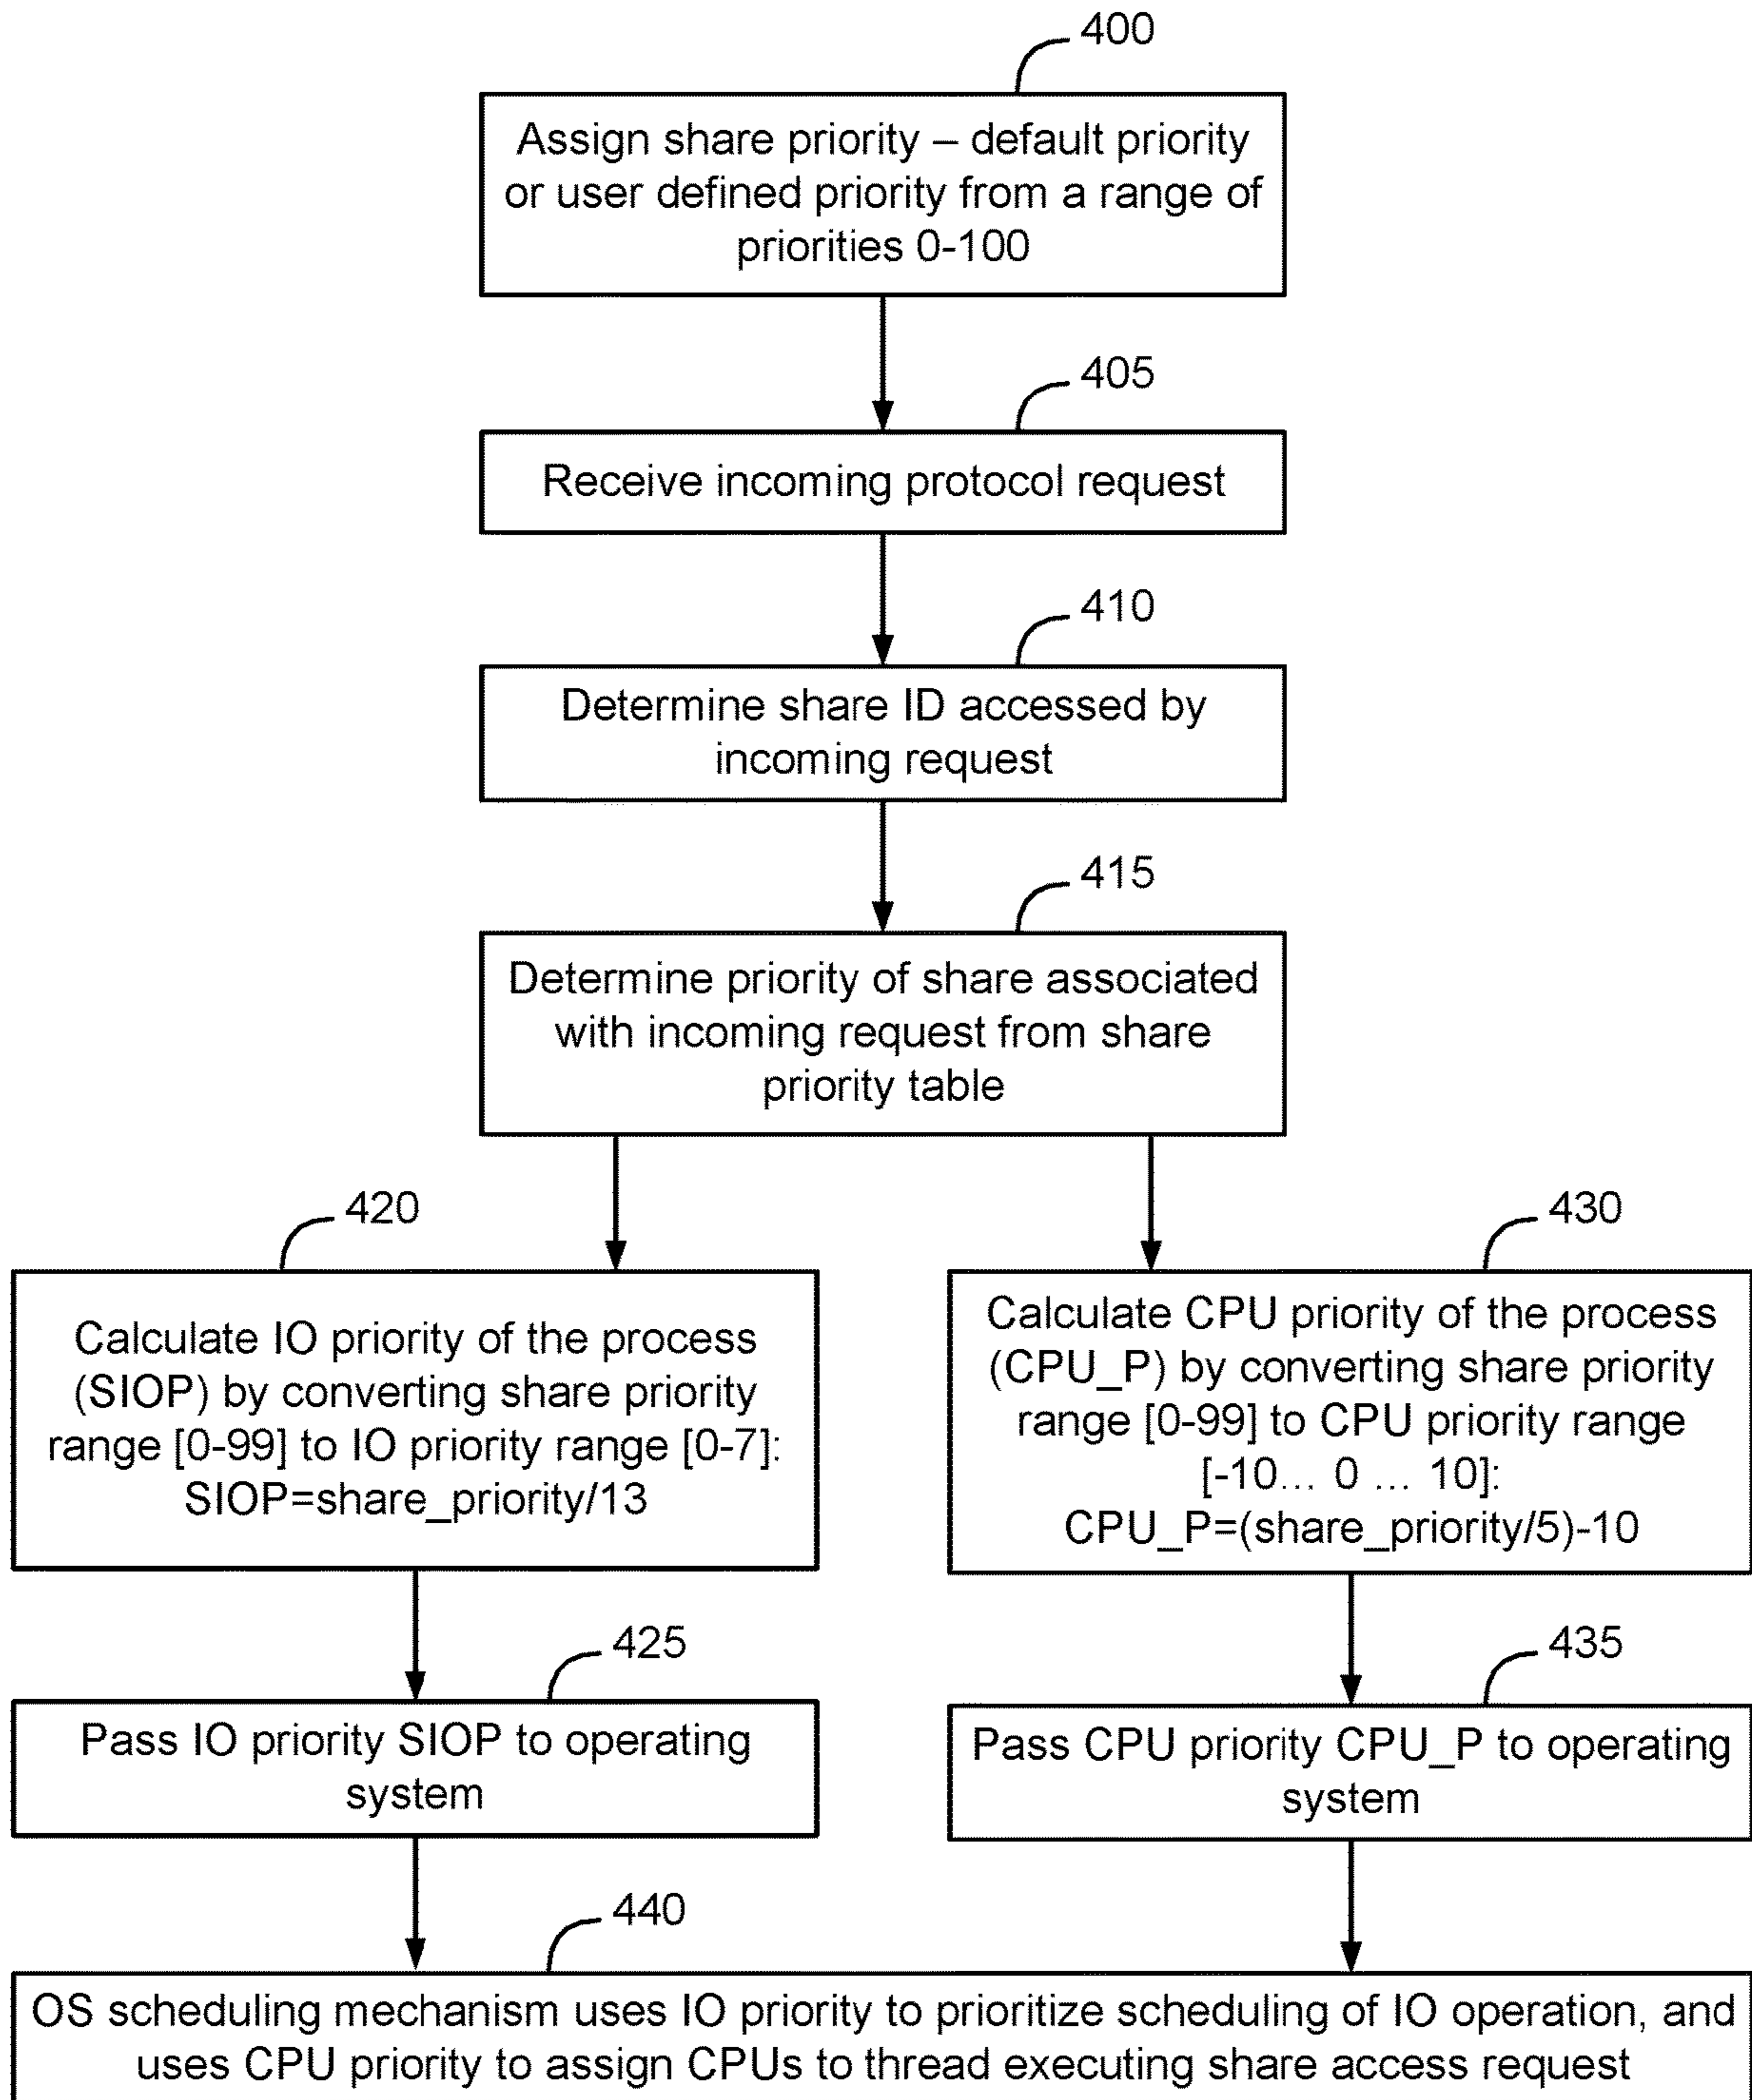 400
Assign share priority – default priority
or user defined priority from a range of
priorities 0-100
405
Receive incoming protocol request
410
Determine share ID accessed by
incoming request
415
Determine priority of share associated
with incoming request from share
priority table
420
Calculate IO priority of the process
(SIOP) by converting share priority
range [0-99] to IO priority range [0-7]:
SIOP=share_priority/13
430
Calculate CPU priority of the process
(CPU_P) by converting share priority
range [0-99] to CPU priority range
[-10... 0 ... 10]:
CPU_P=(share_priority/5)-10
425
Pass IO priority SIOP to operating
system
435
Pass CPU priority CPU_P to operating
system
440
OS scheduling mechanism uses IO priority to prioritize scheduling of IO operation, and
uses CPU priority to assign CPUs to thread executing share access request